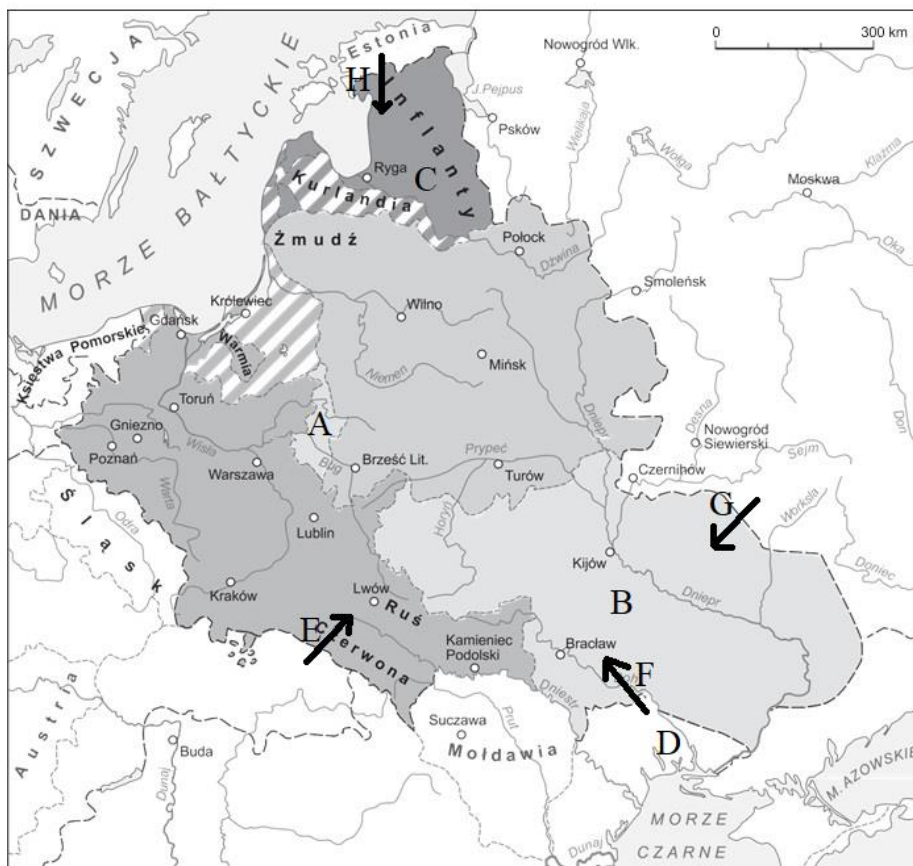 0 300 km
SZWECJA
Estonia
Nowogród Wlk.
H
Inflanty
J. Pejpus
Psków
Wielikaja
Wołga
Klaźma
Moskwa
MORZE BAŁTYCKIE
Ryga
C
Kurlandia
DANIA
Żmudź
Połock
Dźwina
Oka
Smoleńsk
Królewiec
Gdańsk
Wilno
Księstwa Pomorskie
Warmia
Mińsk
Niemen
Dniepr
Desna
Don
Toruń
A
Nowogród
Siewierski
Gniezno
Poznań
Wisła
Warszawa
Bug
Brześć Lit.
Prypeć
Turów
Sejm
Czernihów
Śląsk
Odra
Warta
Lublin
Horyń
G
Worksla
Doniec
Kijów
Kraków
Lwów
Ruś
Czerwona
E
B
Dniepr
Kamieniec
Podolski
Bracław
F
Boh
Dniestr
D
Austria
Buda
Dunaj
Suczawa
Prut
Mołdawia
M. AZOWSKIE
MORZE
CZARNE
Dunaj